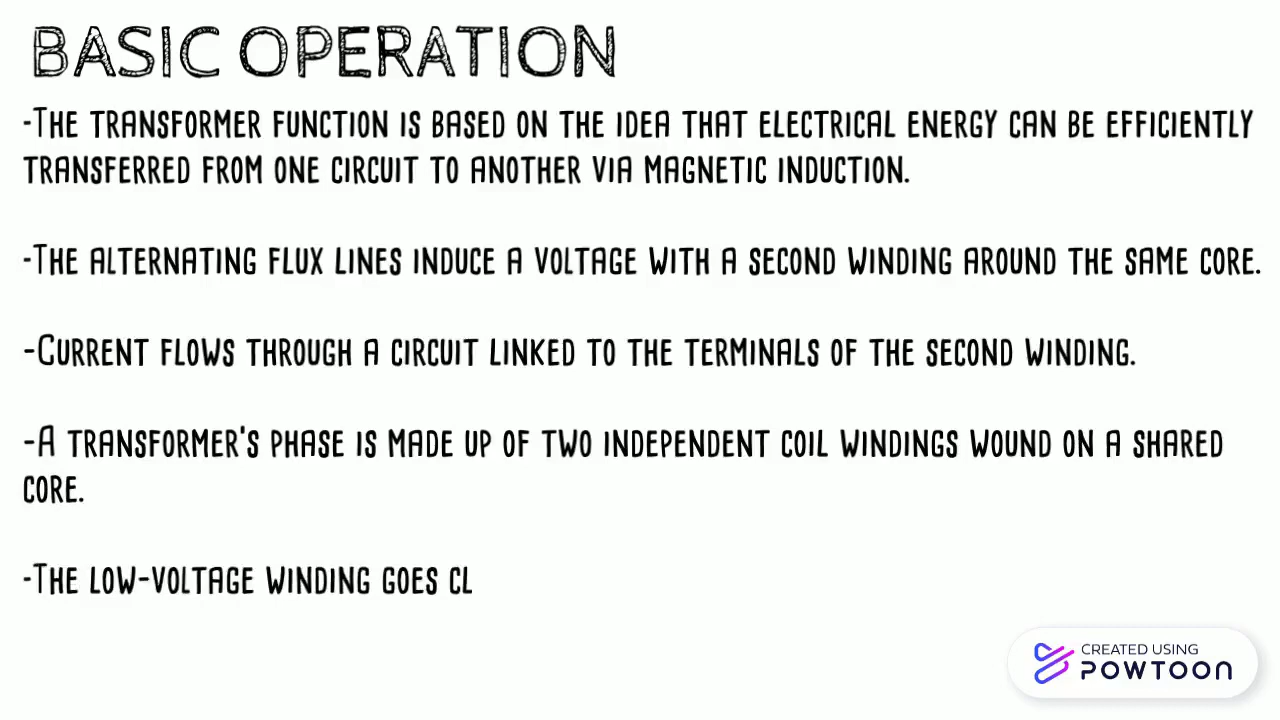 BASIC OPERATION
-The transformer function is based on the idea that electrical energy can be efficiently
transferred from one circuit to another via magnetic induction.
-The alternating flux lines induce a voltage with a second winding around the same core.
-Current flows through a circuit linked to the terminals of the second winding.
-A transformer's phase is made up of two independent coil windings wound on a shared
core.
-The low-voltage winding goes cl
CREATED USING
POWTOON